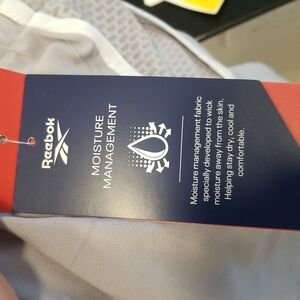 Reebok
MOISTURE
MANAGEMENT
Moisture management fabric
specially developed to wick
moisture away from the skin.
Helping stay dry, cool and
comfortable.